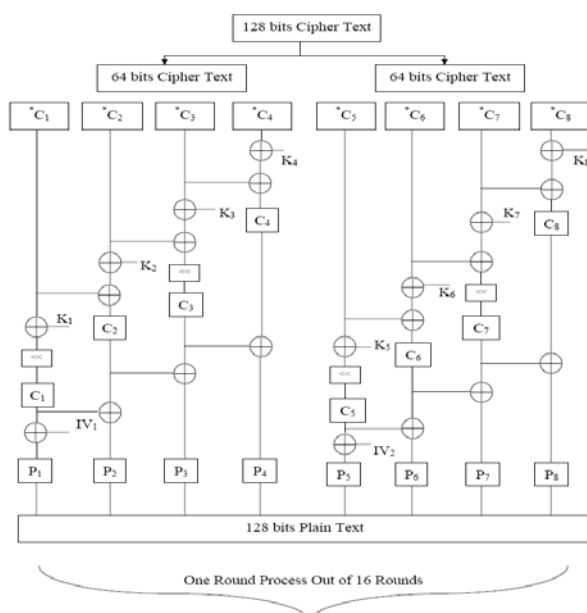 128 bits Cipher Text
64 bits Cipher Text 64 bits Cipher Text
*C₁ *C₂ *C₃ *C₄ *C₅ *C₆ *C₇ *C₈
K₄
K₃ C₄ K₇ C₈
K₂ << <<
C₃ K₆ C₇
K₁ C₂ K₅ C₆
<< <<
C₁ C₅
IV₁ IV₂
P₁ P₂ P₃ P₄ P₅ P₆ P₇ P₈
128 bits Plain Text
One Round Process Out of 16 Rounds